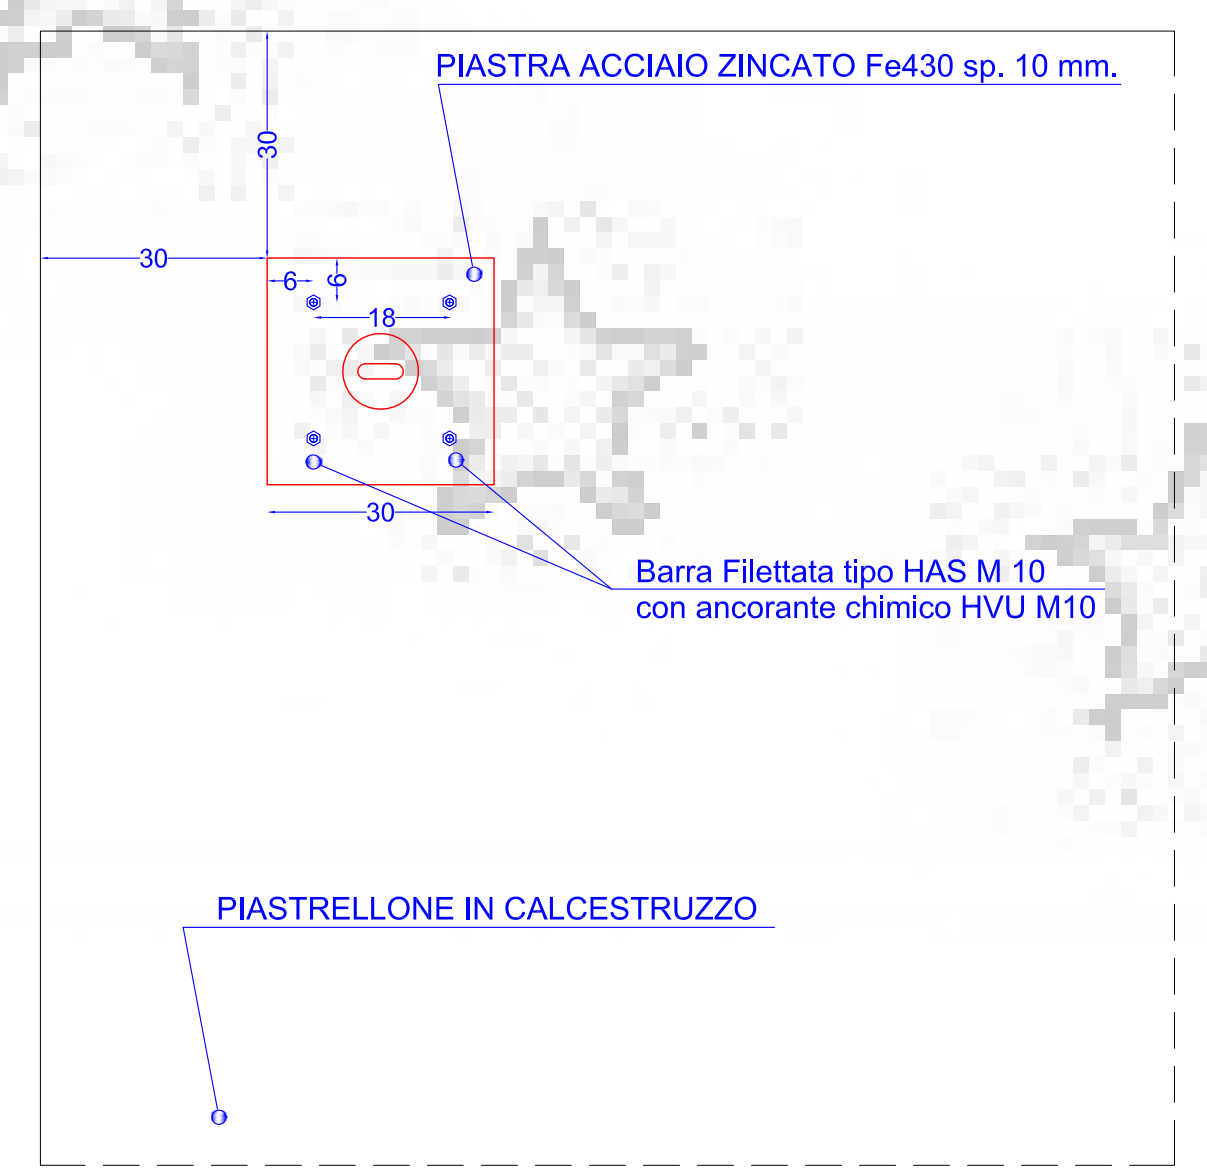 PIASTRA ACCIAIO ZINCATO Fe430 sp. 10 mm.
30
30
6
6
18
30
Barra Filettata tipo HAS M 10
con ancorante chimico HVU M10
PIASTRELLONE IN CALCESTRUZZO